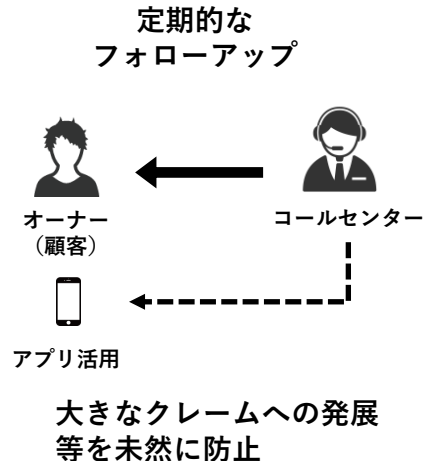 定期的な
フォローアップ
オーナー
（顧客）
コールセンター
アプリ活用
大きなクレームへの発展
等を未然に防止